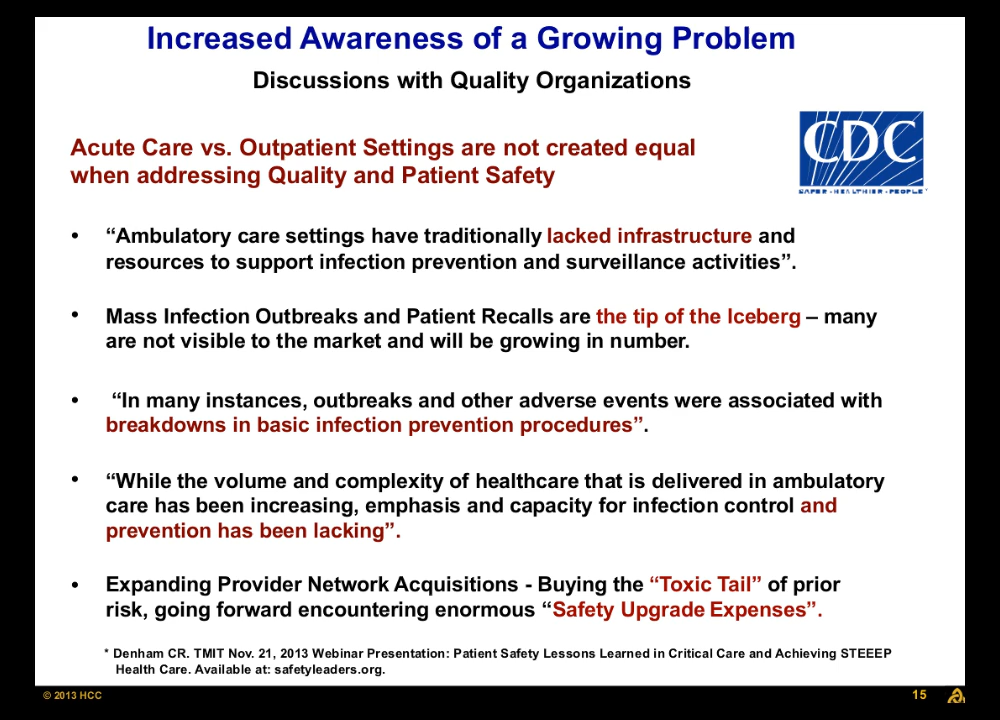 Increased Awareness of a Growing Problem
Discussions with Quality Organizations
Acute Care vs. Outpatient Settings are not created equal
when addressing Quality and Patient Safety
CDC
SAFER • HEALTHIER • PEOPLE™
• “Ambulatory care settings have traditionally lacked infrastructure and
resources to support infection prevention and surveillance activities”.
• Mass Infection Outbreaks and Patient Recalls are the tip of the Iceberg – many
are not visible to the market and will be growing in number.
• “In many instances, outbreaks and other adverse events were associated with
breakdowns in basic infection prevention procedures”.
• “While the volume and complexity of healthcare that is delivered in ambulatory
care has been increasing, emphasis and capacity for infection control and
prevention has been lacking”.
• Expanding Provider Network Acquisitions - Buying the “Toxic Tail” of prior
risk, going forward encountering enormous “Safety Upgrade Expenses”.
* Denham CR. TMIT Nov. 21, 2013 Webinar Presentation: Patient Safety Lessons Learned in Critical Care and Achieving STEEEP
Health Care. Available at: safetyleaders.org.
© 2013 HCC
15